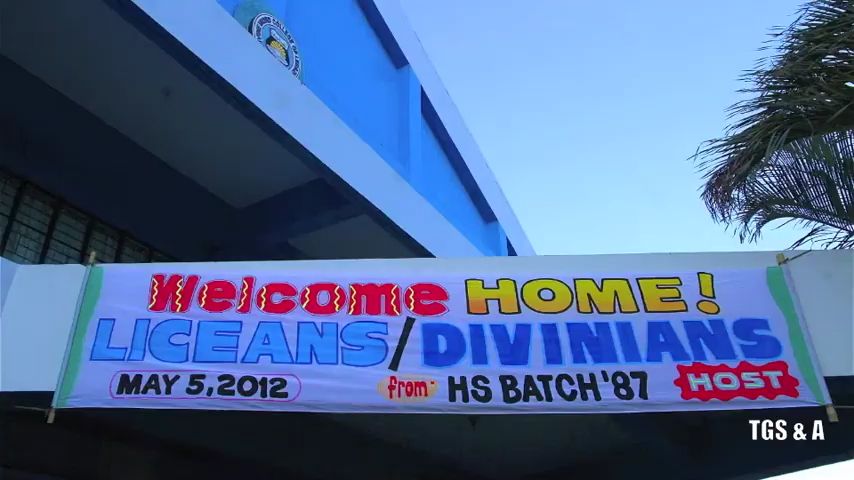 Welcome HOME!
LICEANS/DIVINIANS
MAY 5, 2012 from: HS BATCH '87 HOST
TGS & A